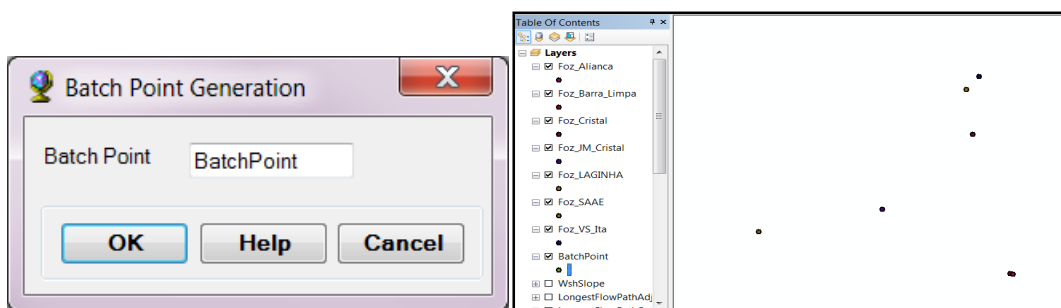 Batch Point Generation
Batch Point
BatchPoint
OK
Help
Cancel
Table Of Contents
Layers
Foz_Alianca
Foz_Barra_Limpa
Foz_Cristal
Foz_JM_Cristal
Foz_LAGINHA
Foz_SAAE
Foz_VS_Ita
BatchPoint
WshSlope
LongestFlowPathAdj